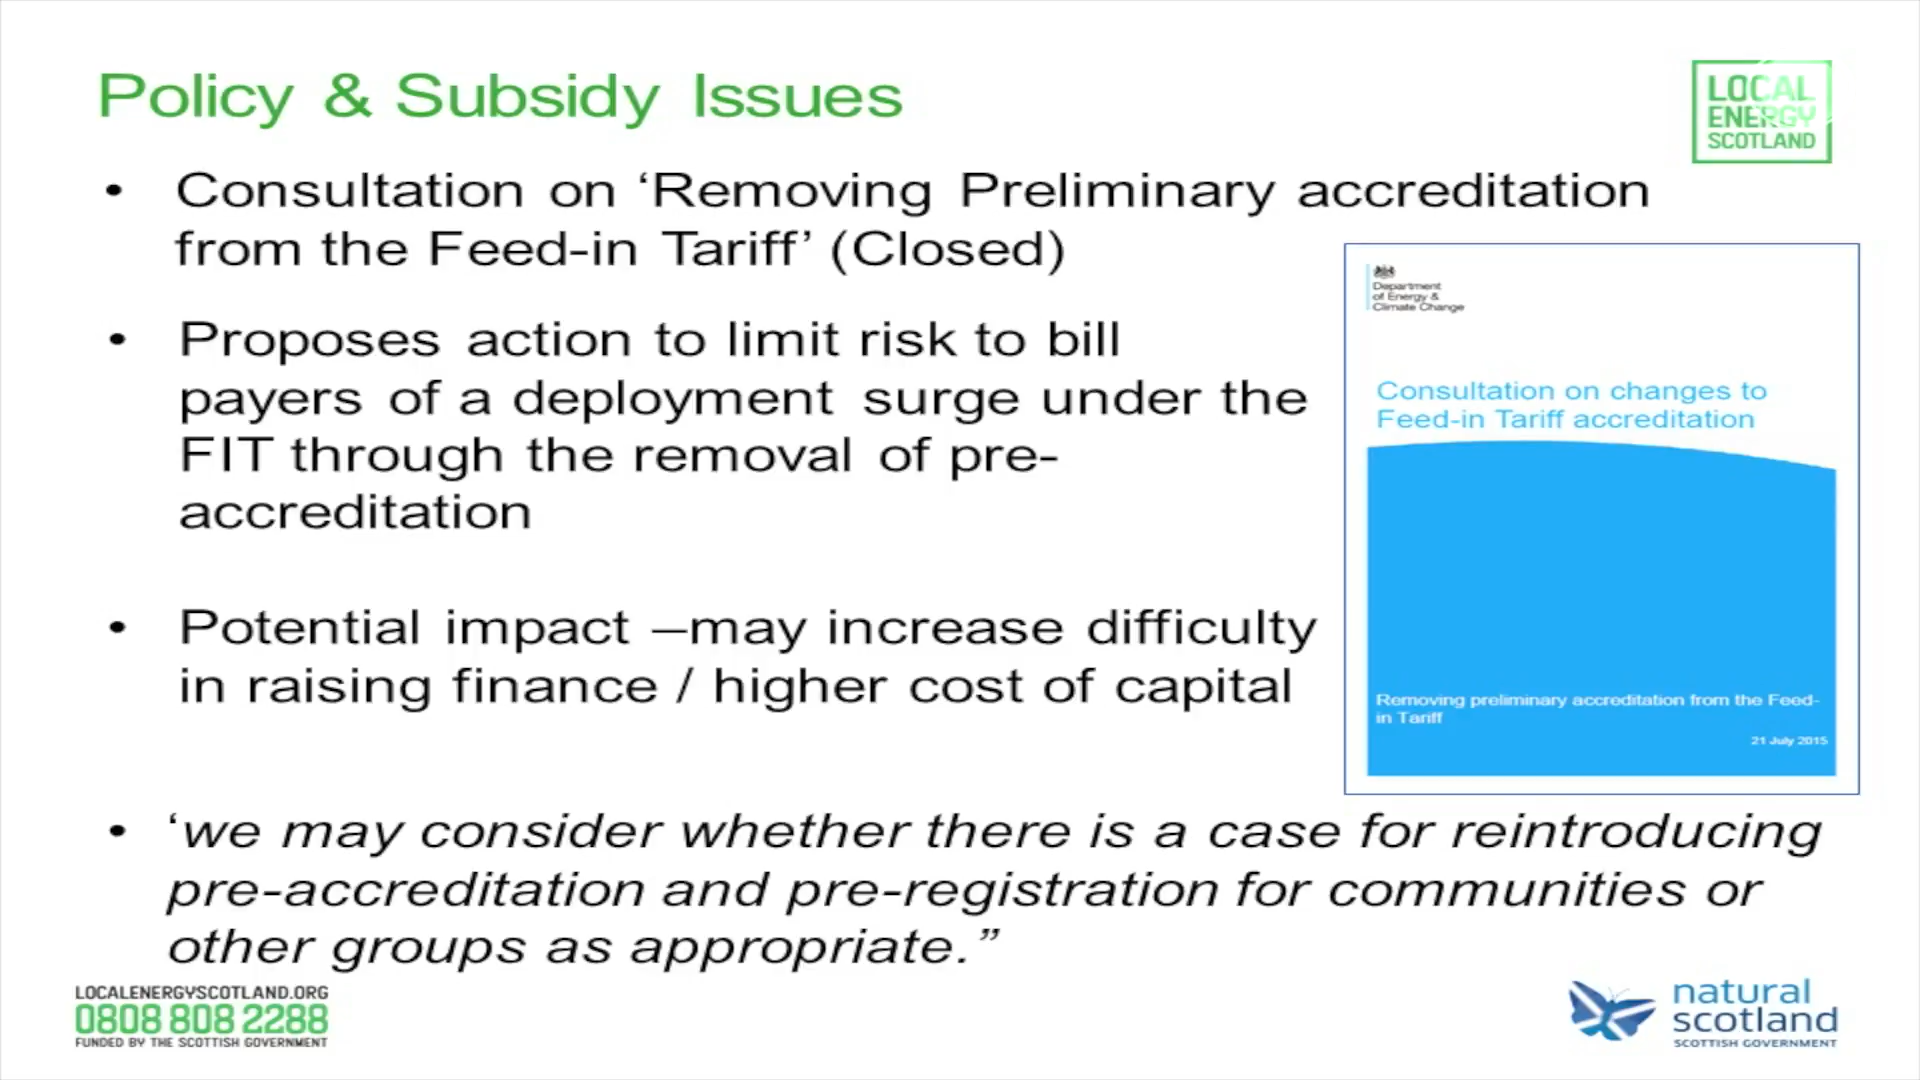 Policy & Subsidy Issues
LOCAL
ENERGY
SCOTLAND
• Consultation on ‘Removing Preliminary accreditation
from the Feed-in Tariff’ (Closed)
• Proposes action to limit risk to bill
payers of a deployment surge under the
FIT through the removal of pre-
accreditation
• Potential impact –may increase difficulty
in raising finance / higher cost of capital
Department
of Energy &
Climate Change
Consultation on changes to
Feed-in Tariff accreditation
Removing preliminary accreditation from the Feed-
in Tariff
21 July 2015
• ‘we may consider whether there is a case for reintroducing
pre-accreditation and pre-registration for communities or
other groups as appropriate.”
LOCALENERGYSCOTLAND.ORG
0808 808 2288
FUNDED BY THE SCOTTISH GOVERNMENT
natural
scotland
SCOTTISH GOVERNMENT